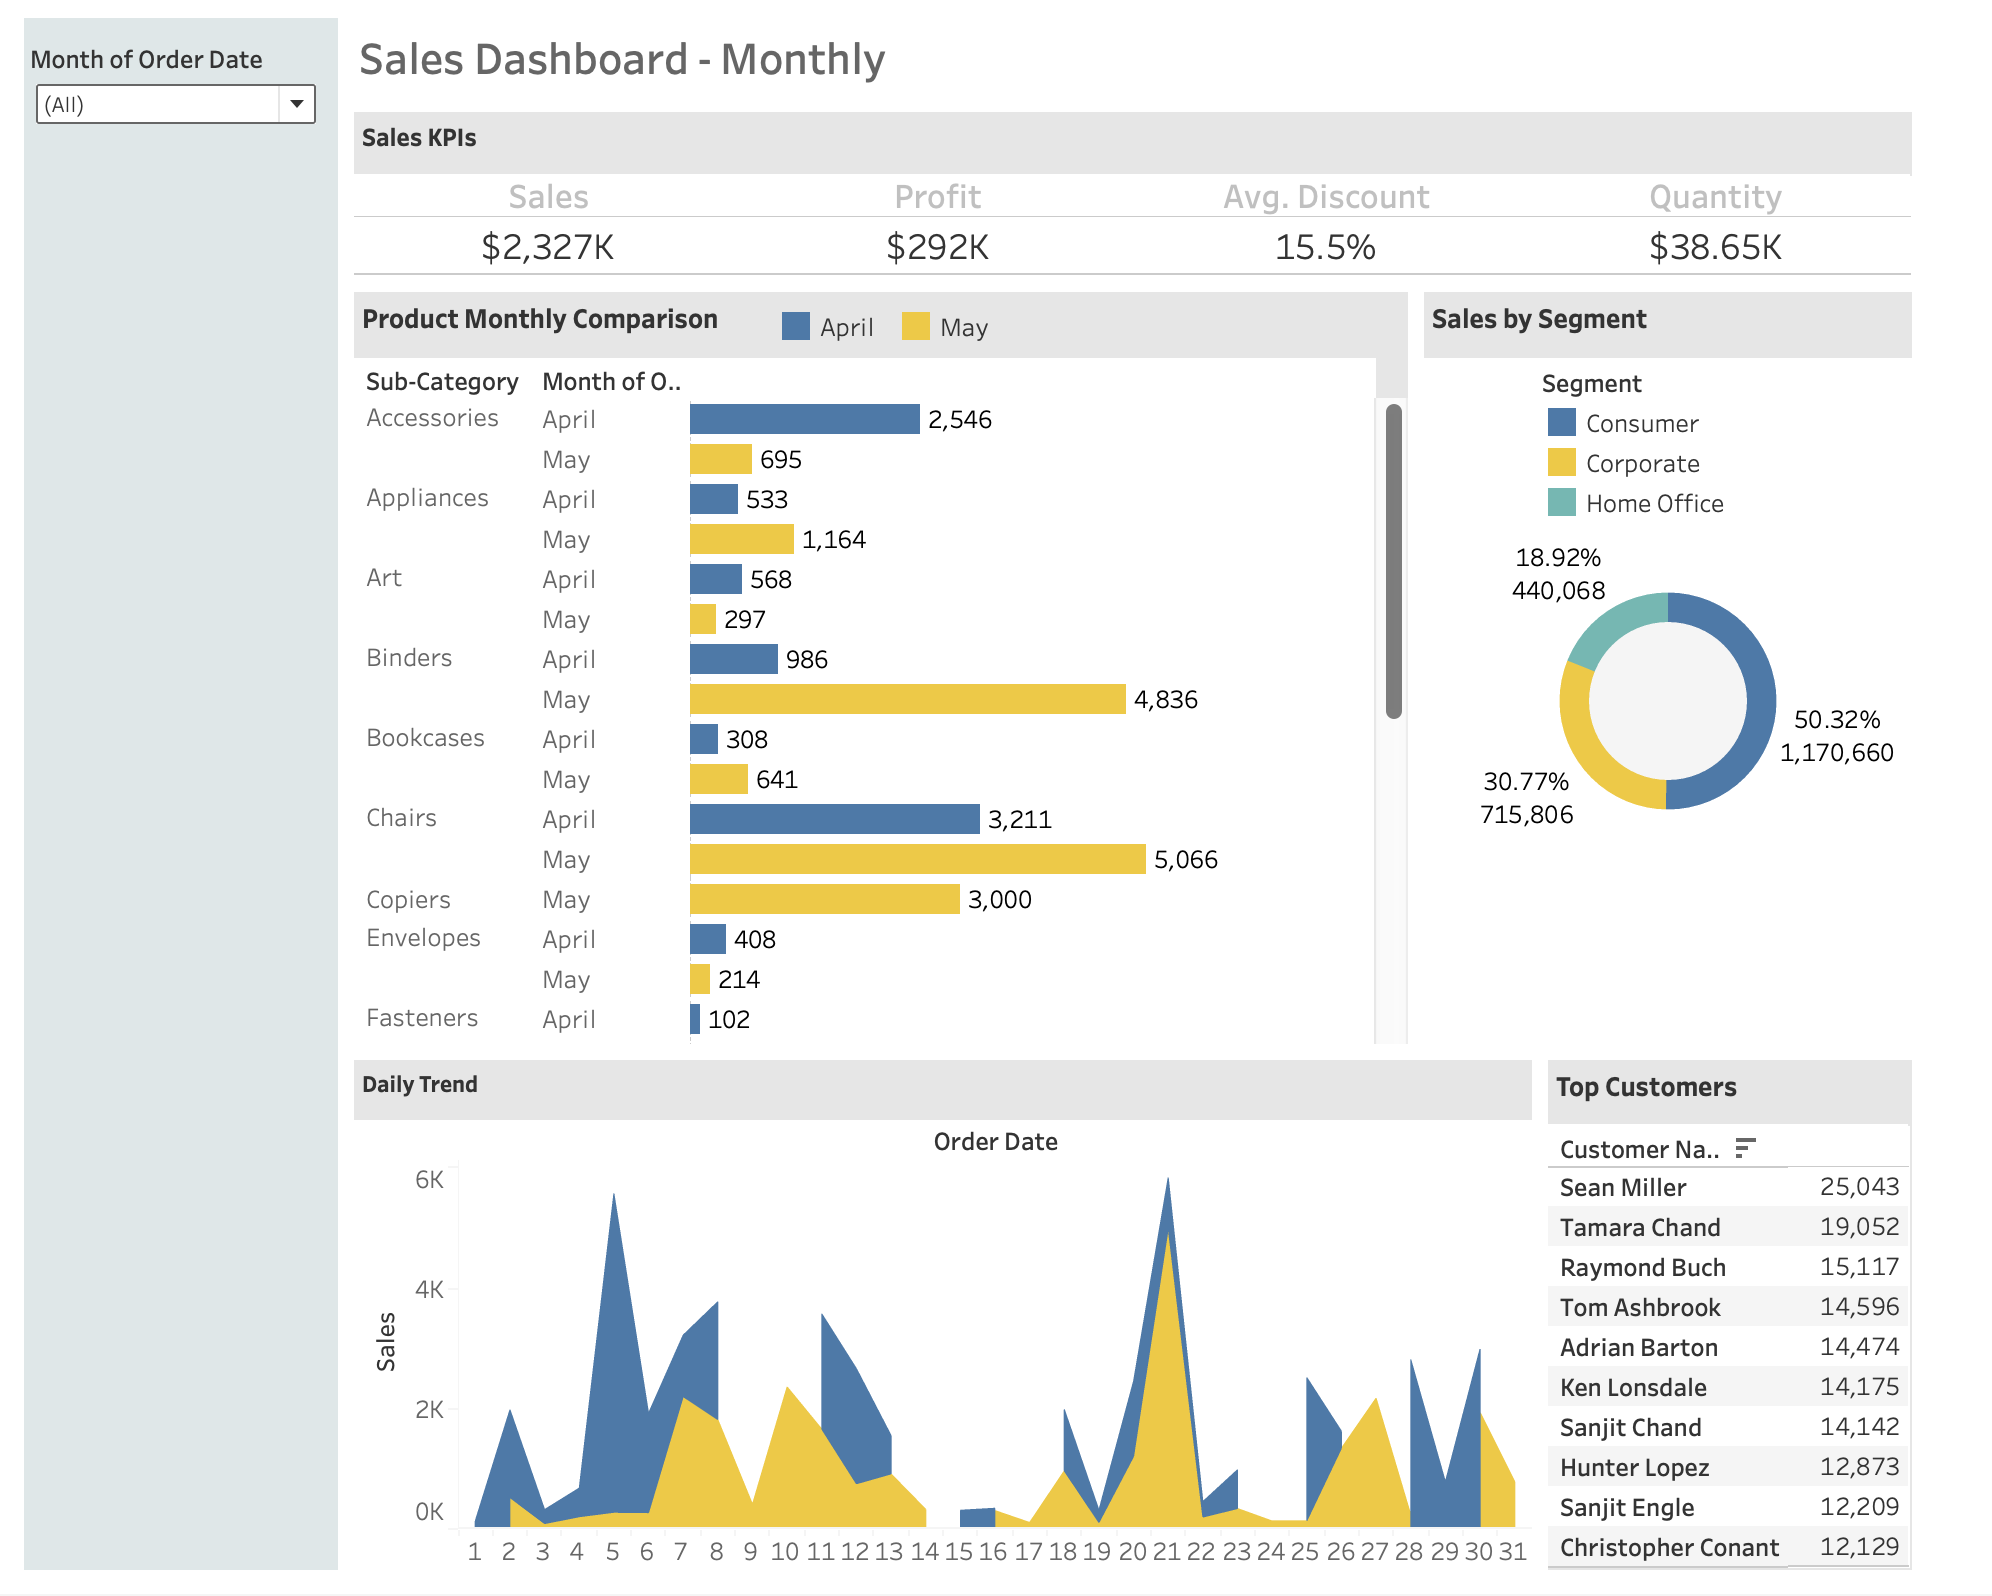 Month of Order Date
(All)
Sales Dashboard - Monthly
Sales KPIs
Sales Profit Avg. Discount Quantity
$2,327K $292K 15.5% $38.65K
Product Monthly Comparison April May
Sub-Category Month of O..
Accessories April 2,546
May 695
Appliances April 533
May 1,164
Art April 568
May 297
Binders April 986
May 4,836
Bookcases April 308
May 641
Chairs April 3,211
May 5,066
Copiers May 3,000
Envelopes April 408
May 214
Fasteners April 102
Sales by Segment
Segment
Consumer
Corporate
Home Office
18.92%
440,068
50.32%
1,170,660
30.77%
715,806
Daily Trend
Order Date
Sales
6K
4K
2K
0K
1 2 3 4 5 6 7 8 9 10 11 12 13 14 15 16 17 18 19 20 21 22 23 24 25 26 27 28 29 30 31
Top Customers
Customer Na..
Sean Miller 25,043
Tamara Chand 19,052
Raymond Buch 15,117
Tom Ashbrook 14,596
Adrian Barton 14,474
Ken Lonsdale 14,175
Sanjit Chand 14,142
Hunter Lopez 12,873
Sanjit Engle 12,209
Christopher Conant 12,129